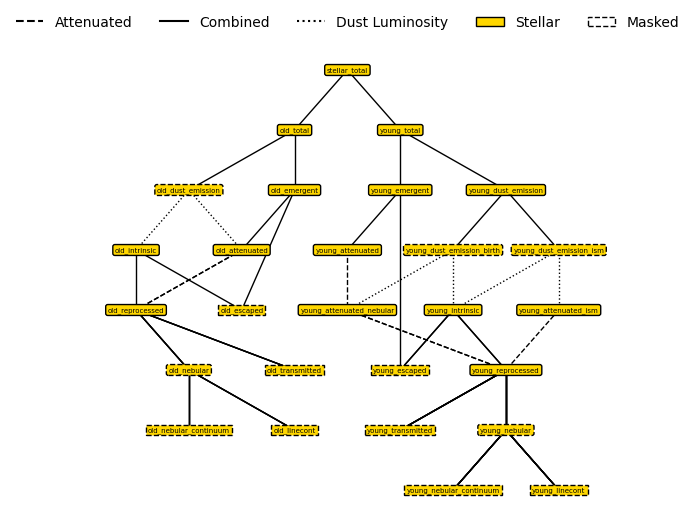 Attenuated Combined Dust Luminosity Stellar Masked
stellar_total
old_total young_total
old_dust_emission old_emergent young_emergent young_dust_emission
old_intrinsic old_attenuated young_attenuated young_dust_emission_birth young_dust_emission_ism
old_reprocessed old_escaped young_attenuated_nebular young_intrinsic young_attenuated_ism
old_nebular old_transmitted young_escaped young_reprocessed
old_nebular_continuum old_linecont young_transmitted young_nebular
young_nebular_continuum young_linecont